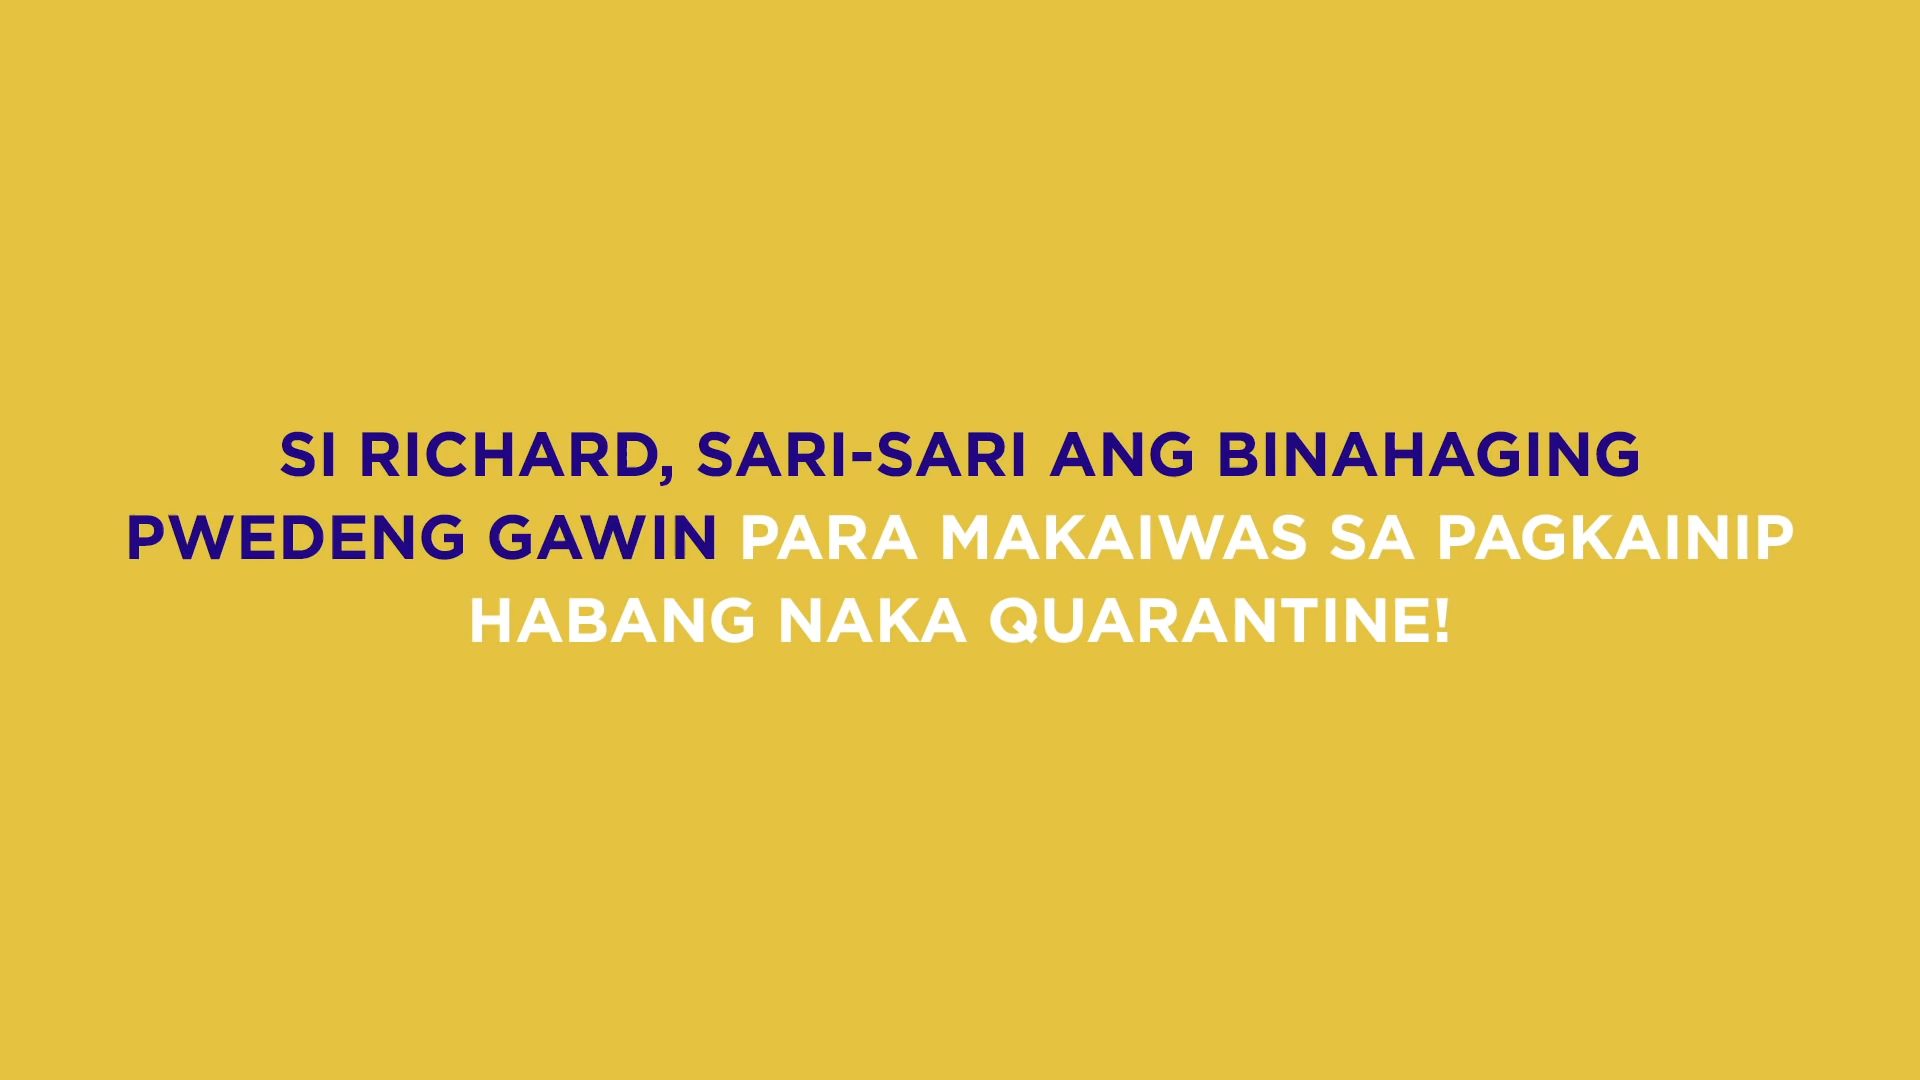 SI RICHARD, SARI-SARI ANG BINAHAGING
PWEDENG GAWIN PARA MAKAIWAS SA PAGKAINIP
HABANG NAKA QUARANTINE!